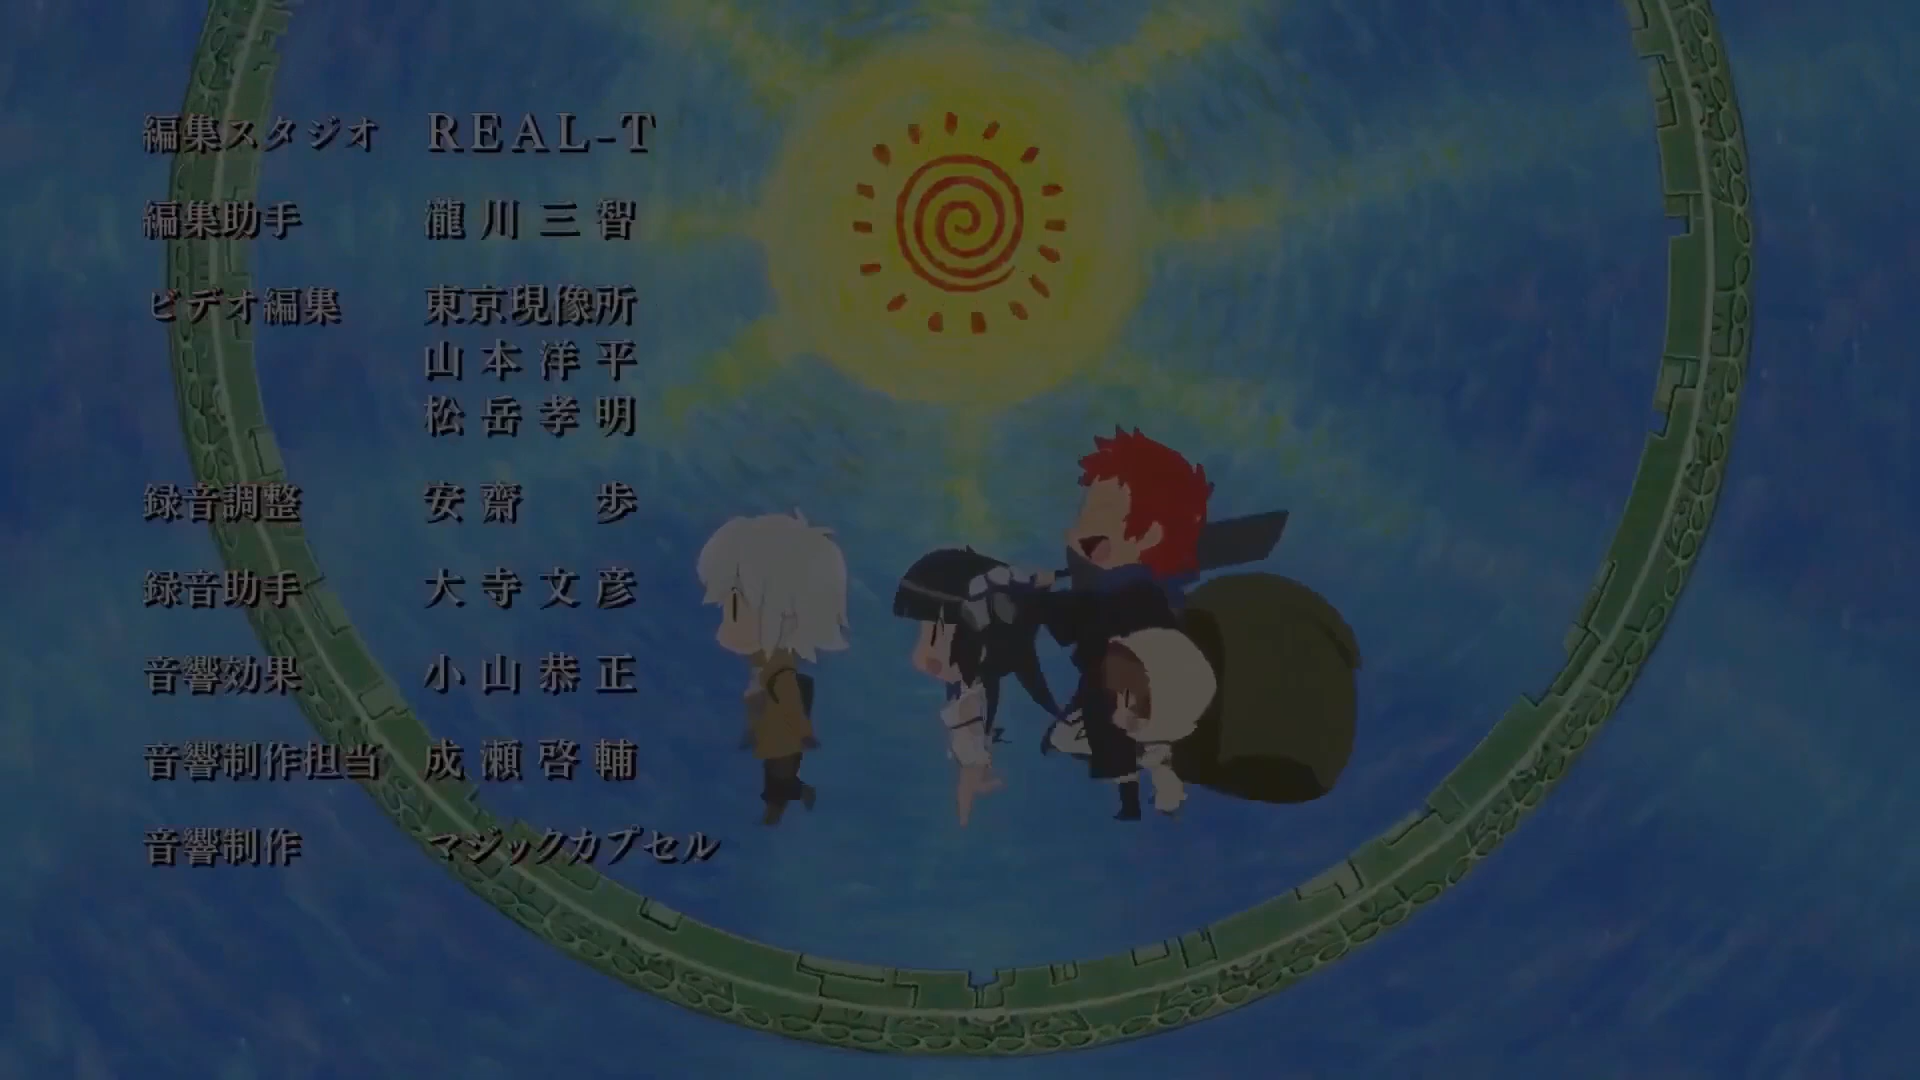 編集スタジオ REAL-T
編集助手 瀧川三智
ビデオ編集 東京現像所
山本洋平
松岳孝明
録音調整 安齋 歩
録音助手 大寺文彦
音響効果 小山恭正
音響制作担当 成瀬啓輔
音響制作 マジックカプセル